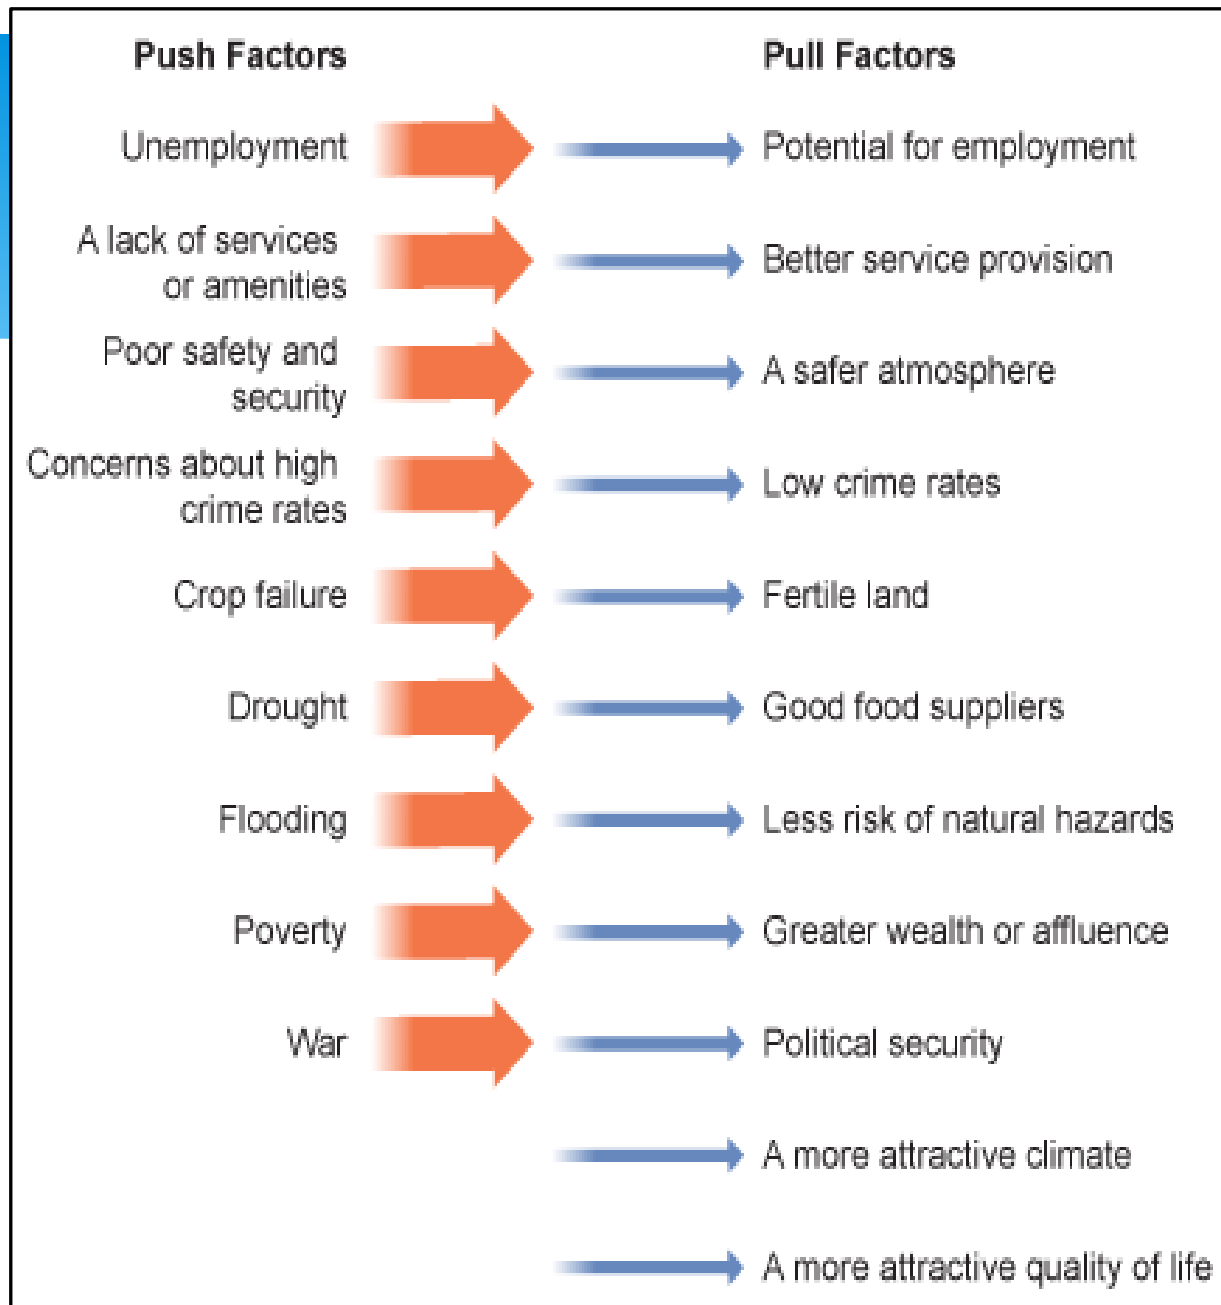 Push Factors Pull Factors
Unemployment Potential for employment
A lack of services
or amenities
Better service provision
Poor safety and
security
A safer atmosphere
Concerns about high
crime rates
Low crime rates
Crop failure Fertile land
Drought Good food suppliers
Flooding Less risk of natural hazards
Poverty Greater wealth or affluence
War Political security
A more attractive climate
A more attractive quality of life